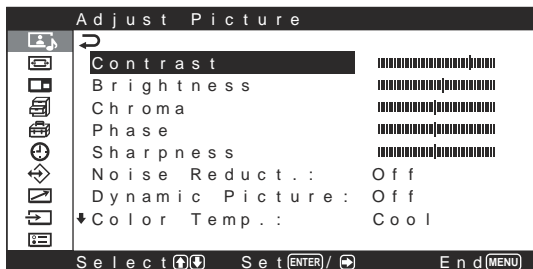 Adjust Picture
Contrast
Brightness
Chroma
Phase
Sharpness
Noise Reduct.: Off
Dynamic Picture: Off
Color Temp.: Cool
Select Set ENTER / End MENU